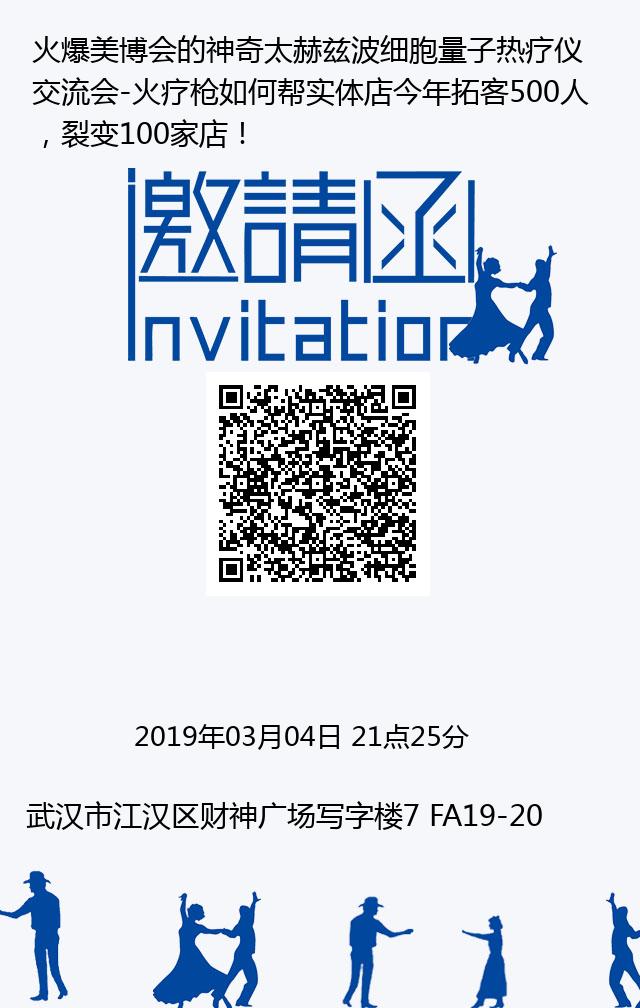 火爆美博会的神奇太赫兹波细胞量子热疗仪
交流会-火疗枪如何帮实体店今年拓客500人
，裂变100家店！
邀請函
Invitation
2019年03月04日 21点25分
武汉市江汉区财神广场写字楼7 FA19-20